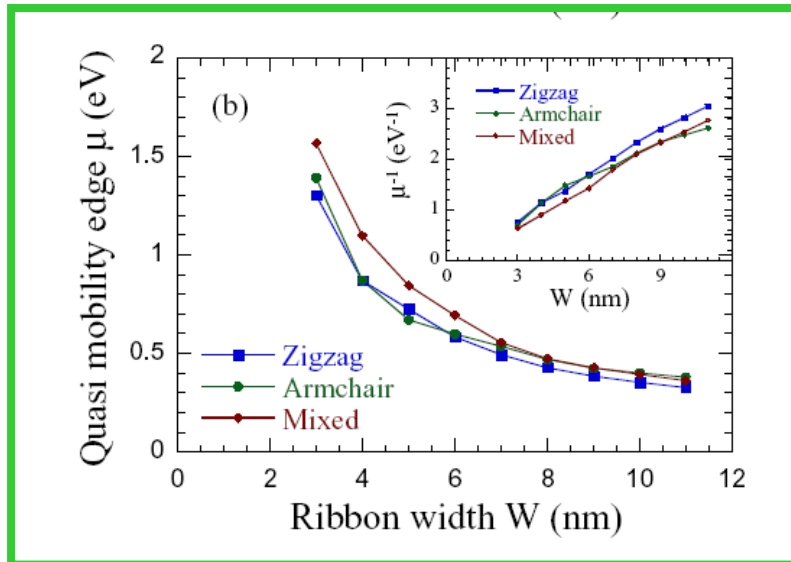 2
1.5
1
0.5
0
0
2
4
6
8
10
12
Quasi mobility edge μ (eV)
Ribbon width W (nm)
(b)
Zigzag
Armchair
Mixed
3
2
1
0
0
3
6
9
μ⁻¹ (eV⁻¹)
W (nm)
Zigzag
Armchair
Mixed